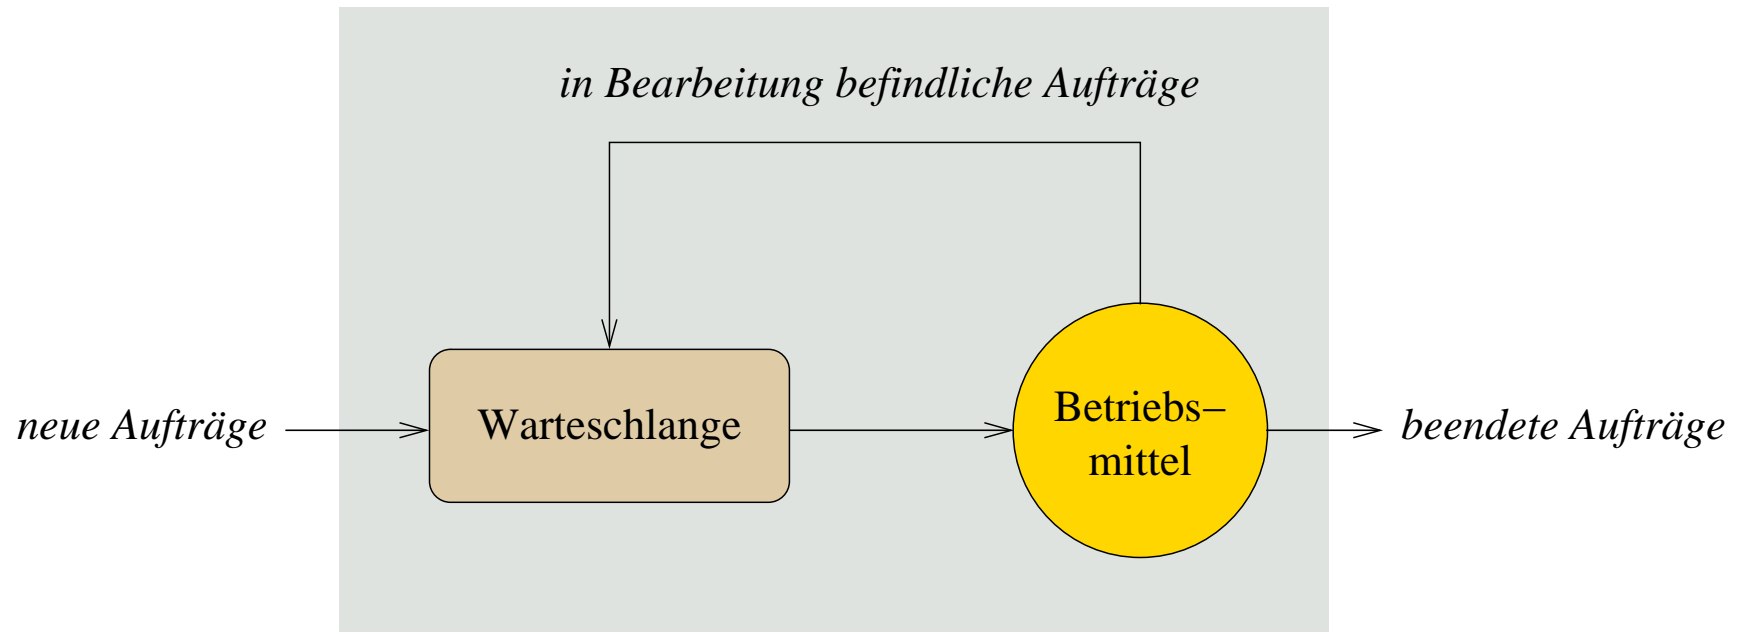 in Bearbeitung befindliche Aufträge
neue Aufträge
Warteschlange
Betriebs−
mittel
beendete Aufträge